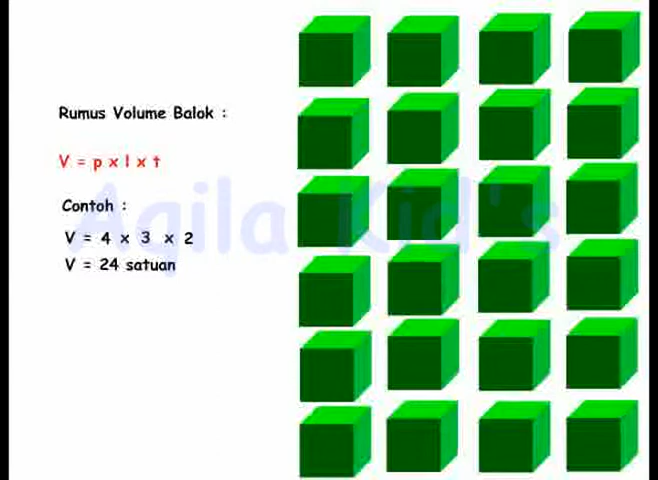 Rumus Volume Balok :
V = p x l x t
Contoh :
Aqila Kid's
V = 4 x 3 x 2
V = 24 satuan